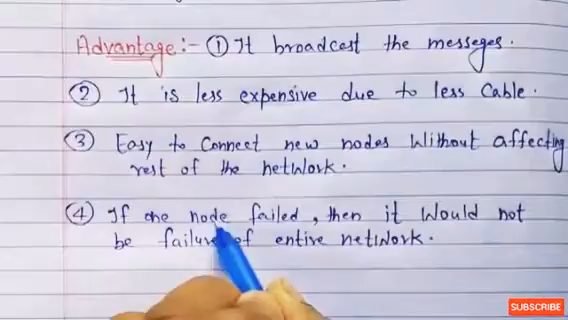 Advantage:- ① It broadcast the messeges.
② It is less expensive due to less Cable.
③ Easy to Connect new nodes Without affecting
rest of the network.
④ If one node failed, then it Would not
be failure of entire network.
SUBSCRIBE